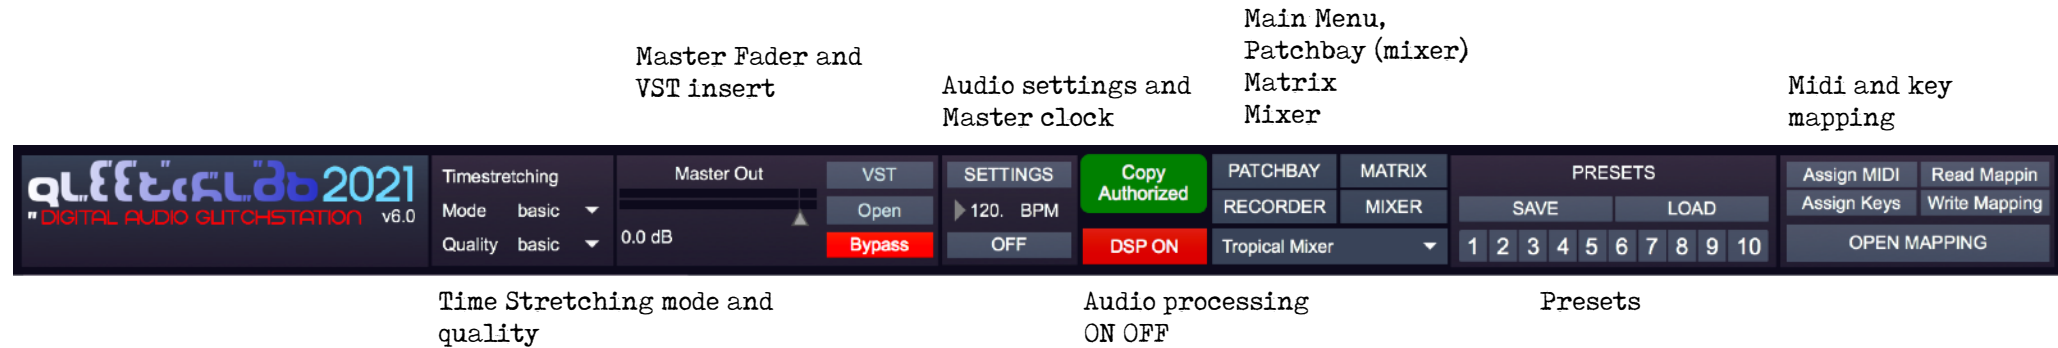 Main Menu,
Patchbay (mixer)
Matrix
Mixer
Master Fader and
VST insert
Audio settings and
Master clock
Midi and key
mapping
2021
" DIGITAL AUDIO GLITCHSTATION v6.0
Timestretching
Mode basic
Quality basic
Master Out
0.0 dB
VST
Open
Bypass
SETTINGS
120. BPM
OFF
Copy
Authorized
DSP ON
PATCHBAY MATRIX
RECORDER MIXER
Tropical Mixer
PRESETS
SAVE LOAD
1 2 3 4 5 6 7 8 9 10
Assign MIDI Read Mappin
Assign Keys Write Mapping
OPEN MAPPING
Time Stretching mode and
quality
Audio processing
ON OFF
Presets